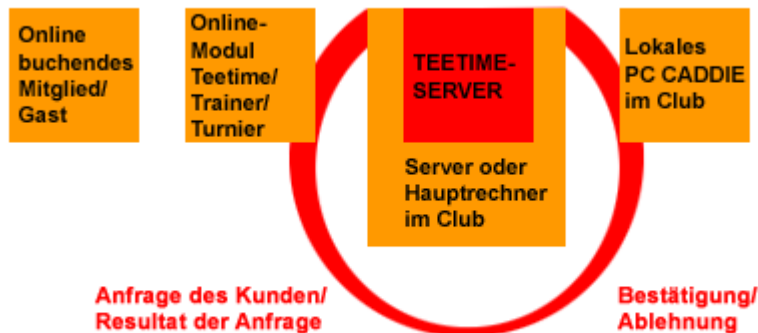 Online
buchendes
Mitglied/
Gast
Online-
Modul
Teetime/
Trainer/
Turnier
TEETIME-
SERVER
Server oder
Hauptrechner
im Club
Lokales
PC CADDIE
im Club
Anfrage des Kunden/
Resultat der Anfrage
Bestätigung/
Ablehnung